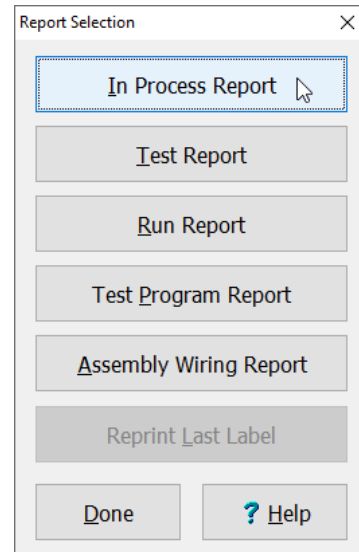 Report Selection
In Process Report
Test Report
Run Report
Test Program Report
Assembly Wiring Report
Reprint Last Label
Done
? Help